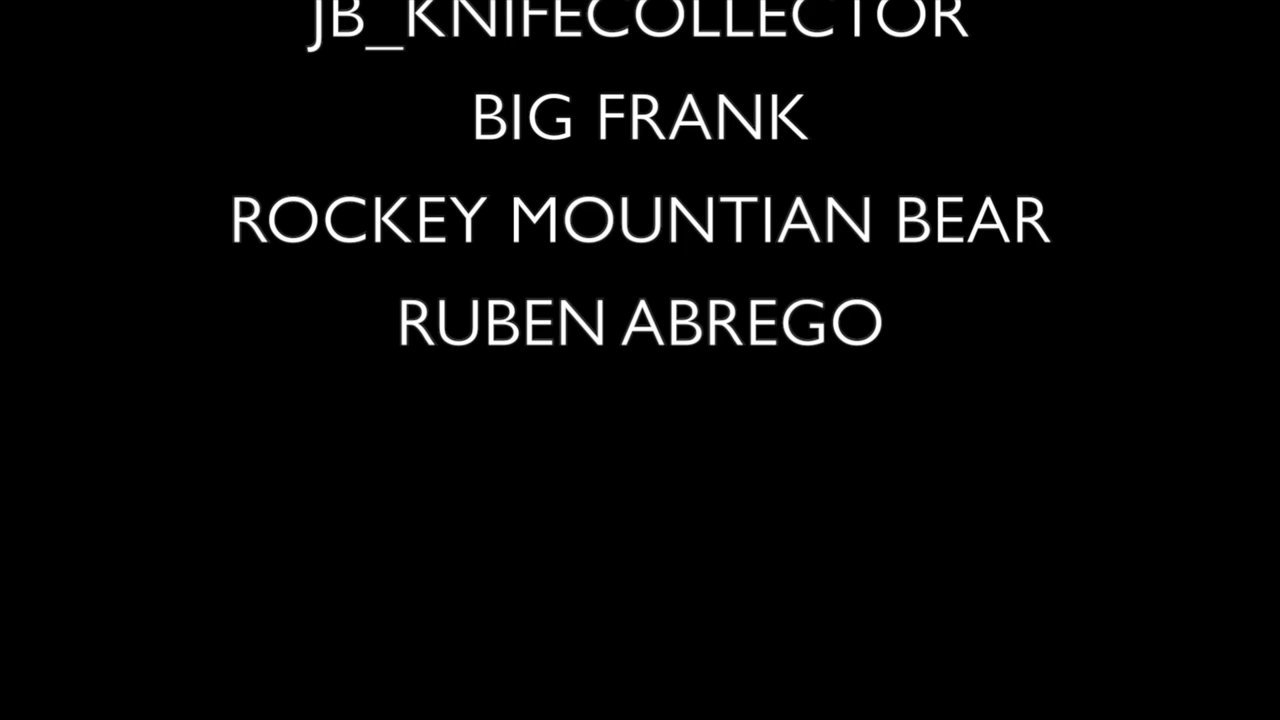 JB_KNIFECOLLECTOR
BIG FRANK
ROCKEY MOUNTIAN BEAR
RUBEN ABREGO